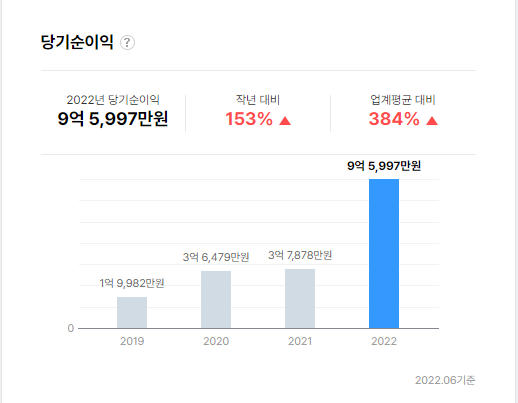 당기순이익 ?
2022년 당기순이익 작년 대비 업계평균 대비
9억 5,997만원 153% ▲ 384% ▲
9억 5,997만원
3억 6,479만원 3억 7,878만원
1억 9,982만원
0
2019 2020 2021 2022
2022.06기준